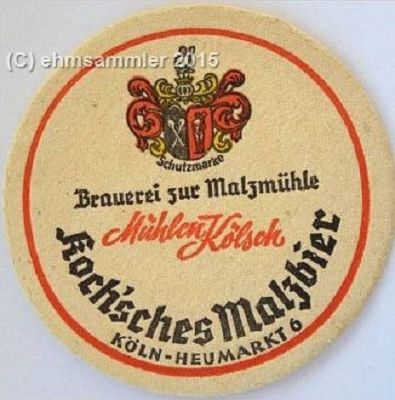 (C) ehmsammler 2015
Schutzmarke
Brauerei zur Malzmühle
Mühlen Kölsch
Koch'sches Malzbier
KÖLN-HEUMARKT 6